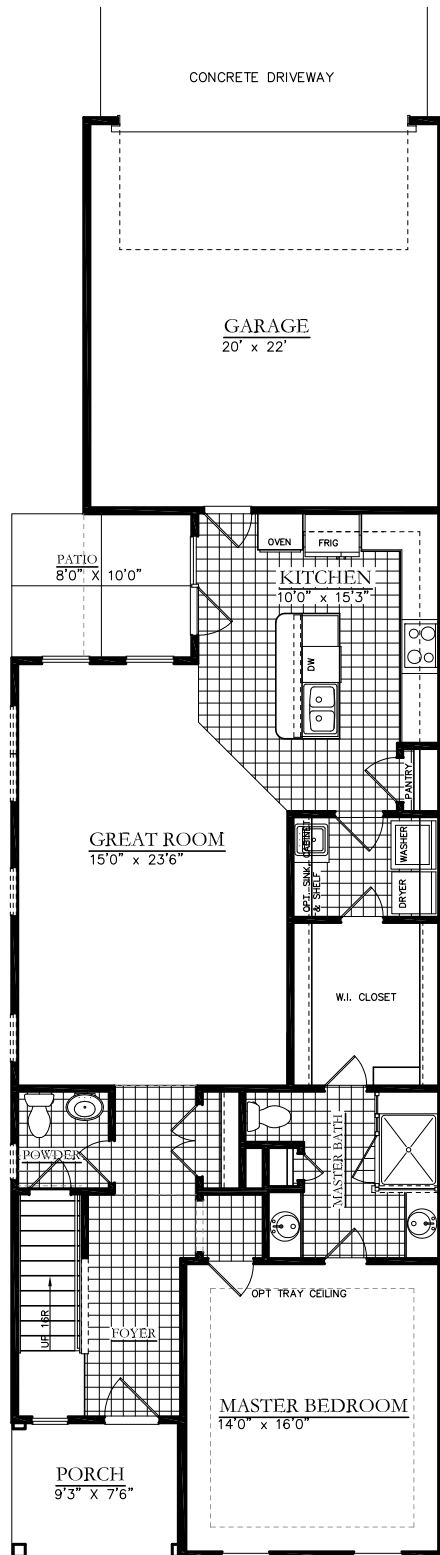 CONCRETE DRIVEWAY
GARAGE
20' x 22'
OVEN
FRIG
PATIO
8'0" X 10'0"
KITCHEN
10'0" x 15'3"
DW
PANTRY
GREAT ROOM
15'0" x 23'6"
OPT. SINK, CABINET
& SHELF
WASHER
DRYER
W.I. CLOSET
POWDER
MASTER BATH
UP 16R
FOYER
OPT TRAY CEILING
MASTER BEDROOM
14'0" x 16'0"
PORCH
9'3" X 7'6"